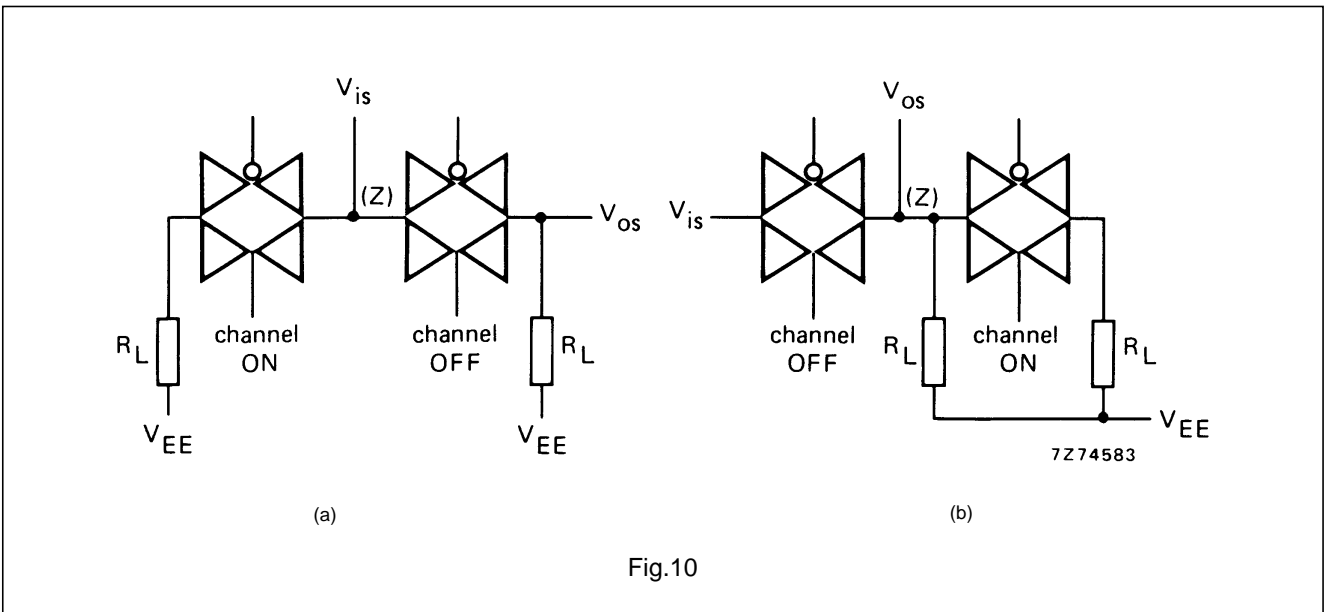 V_is
(Z)
V_os
channel
ON
channel
OFF
R_L
R_L
V_EE
V_EE
(a)
V_os
V_is
(Z)
channel
OFF
channel
ON
R_L
R_L
V_EE
7Z74583
(b)
Fig.10